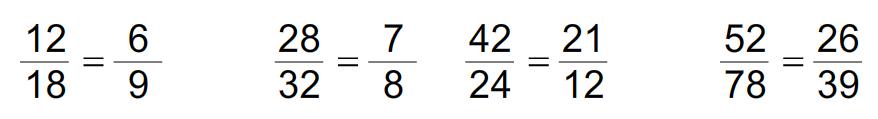 12/18 = 6/9    28/32 = 7/8    42/24 = 21/12    52/78 = 26/39